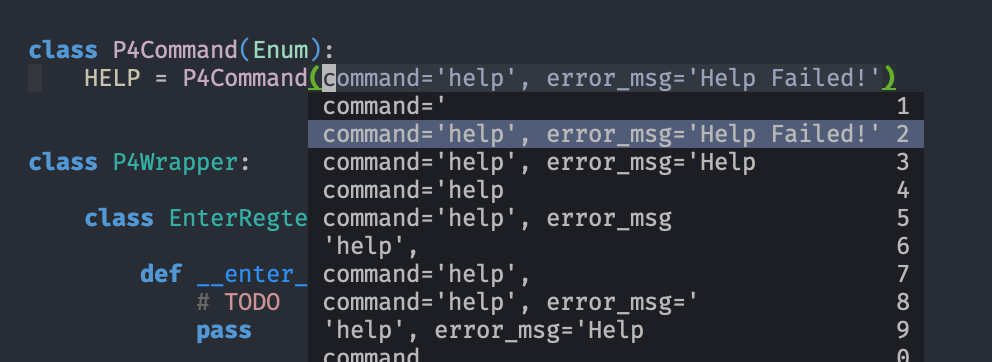 class P4Command(Enum):
HELP = P4Command(command='help', error_msg='Help Failed!')
command=' 1
command='help', error_msg='Help Failed!' 2
class P4Wrapper: command='help', error_msg='Help 3
command='help 4
class EnterRegte command='help', error_msg 5
'help', 6
def __enter_ command='help', 7
# TODO command='help', error_msg=' 8
pass 'help', error_msg='Help 9
command 0